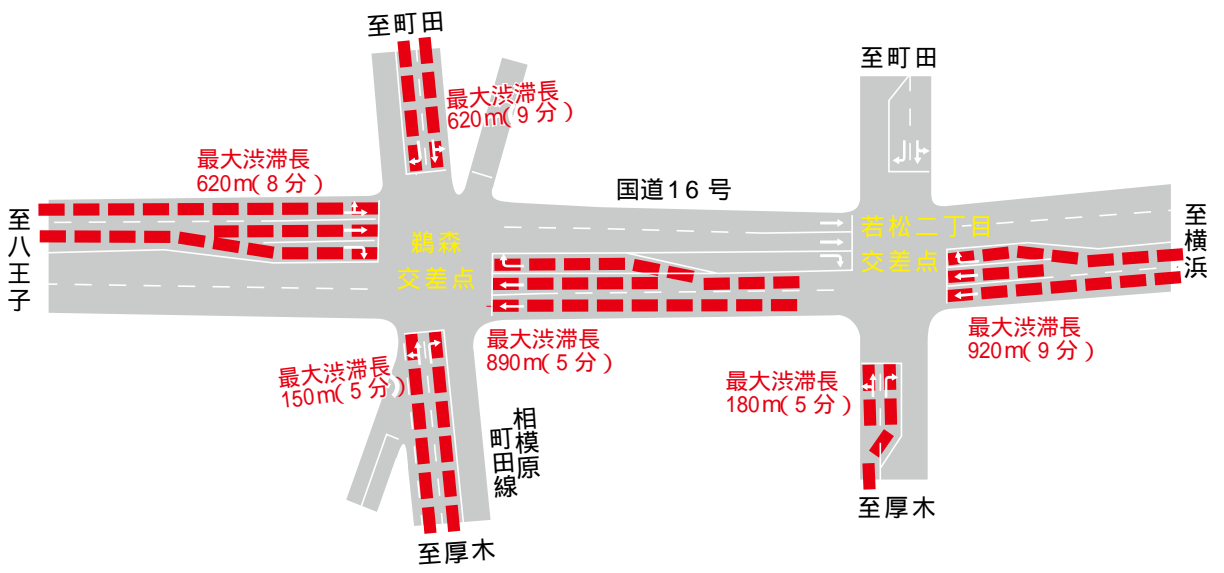 至町田
最大渋滞長
620m(9分)
至町田
最大渋滞長
620m(8分)
国道16号
至八王子
鵜森
交差点
若松二丁目
交差点
至横浜
最大渋滞長
890m(5分)
最大渋滞長
920m(9分)
最大渋滞長
150m(5分)
最大渋滞長
180m(5分)
相模原
町田線
至厚木
至厚木